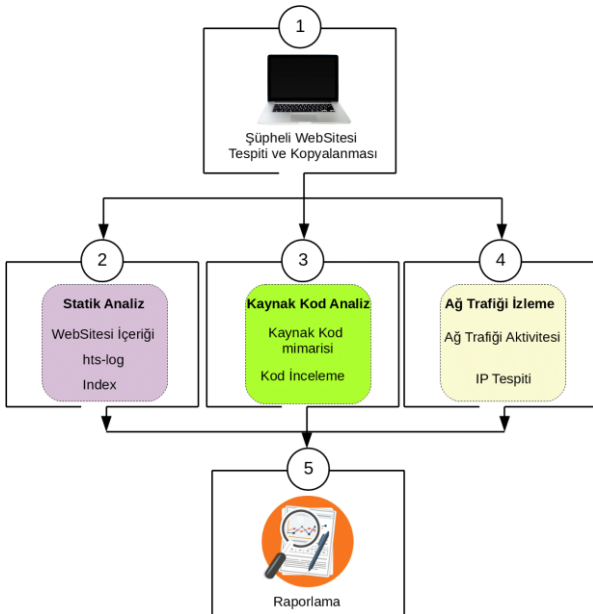 1
Şüpheli WebSitesi
Tespiti ve Kopyalanması
2
Statik Analiz
WebSitesi İçeriği
hts-log
Index
3
Kaynak Kod Analiz
Kaynak Kod
mimarisi
Kod İnceleme
4
Ağ Trafiği İzleme
Ağ Trafiği Aktivitesi
IP Tespiti
5
Raporlama